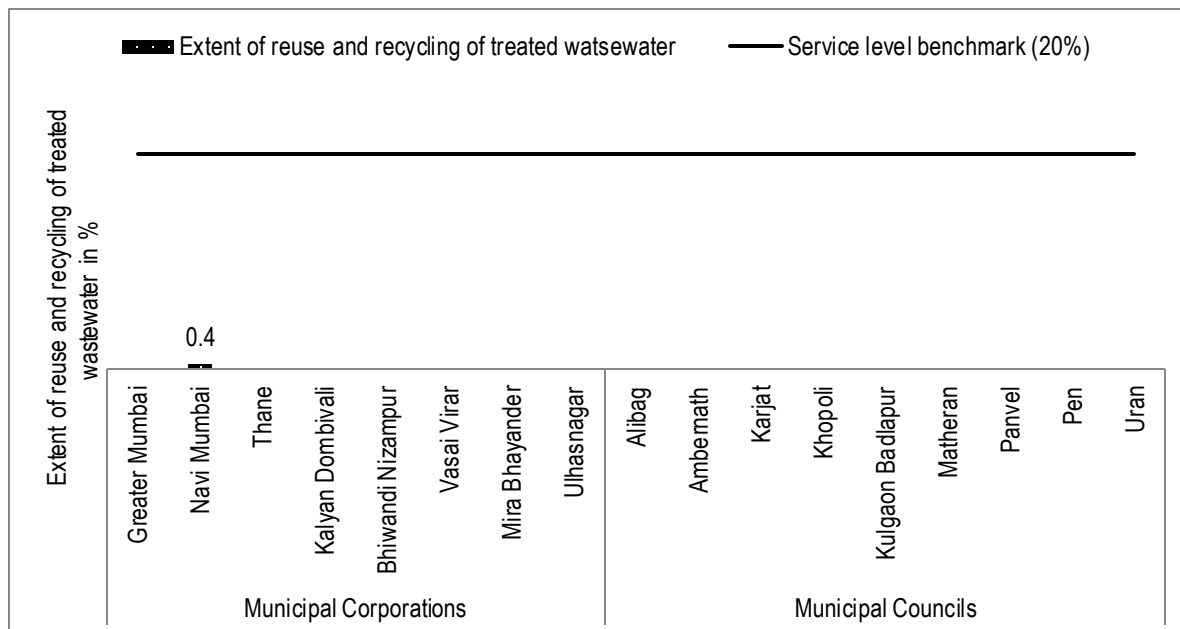 Extent of reuse and recycling of treated watsewater
Service level benchmark (20%)
Extent of reuse and recycling of treated
wastewater in %
0.4
Greater Mumbai
Navi Mumbai
Thane
Kalyan Dombivali
Bhiwandi Nizampur
Vasai Virar
Mira Bhayander
Ulhasnagar
Alibag
Ambernath
Karjat
Khopoli
Kulgaon Badlapur
Matheran
Panvel
Pen
Uran
Municipal Corporations
Municipal Councils